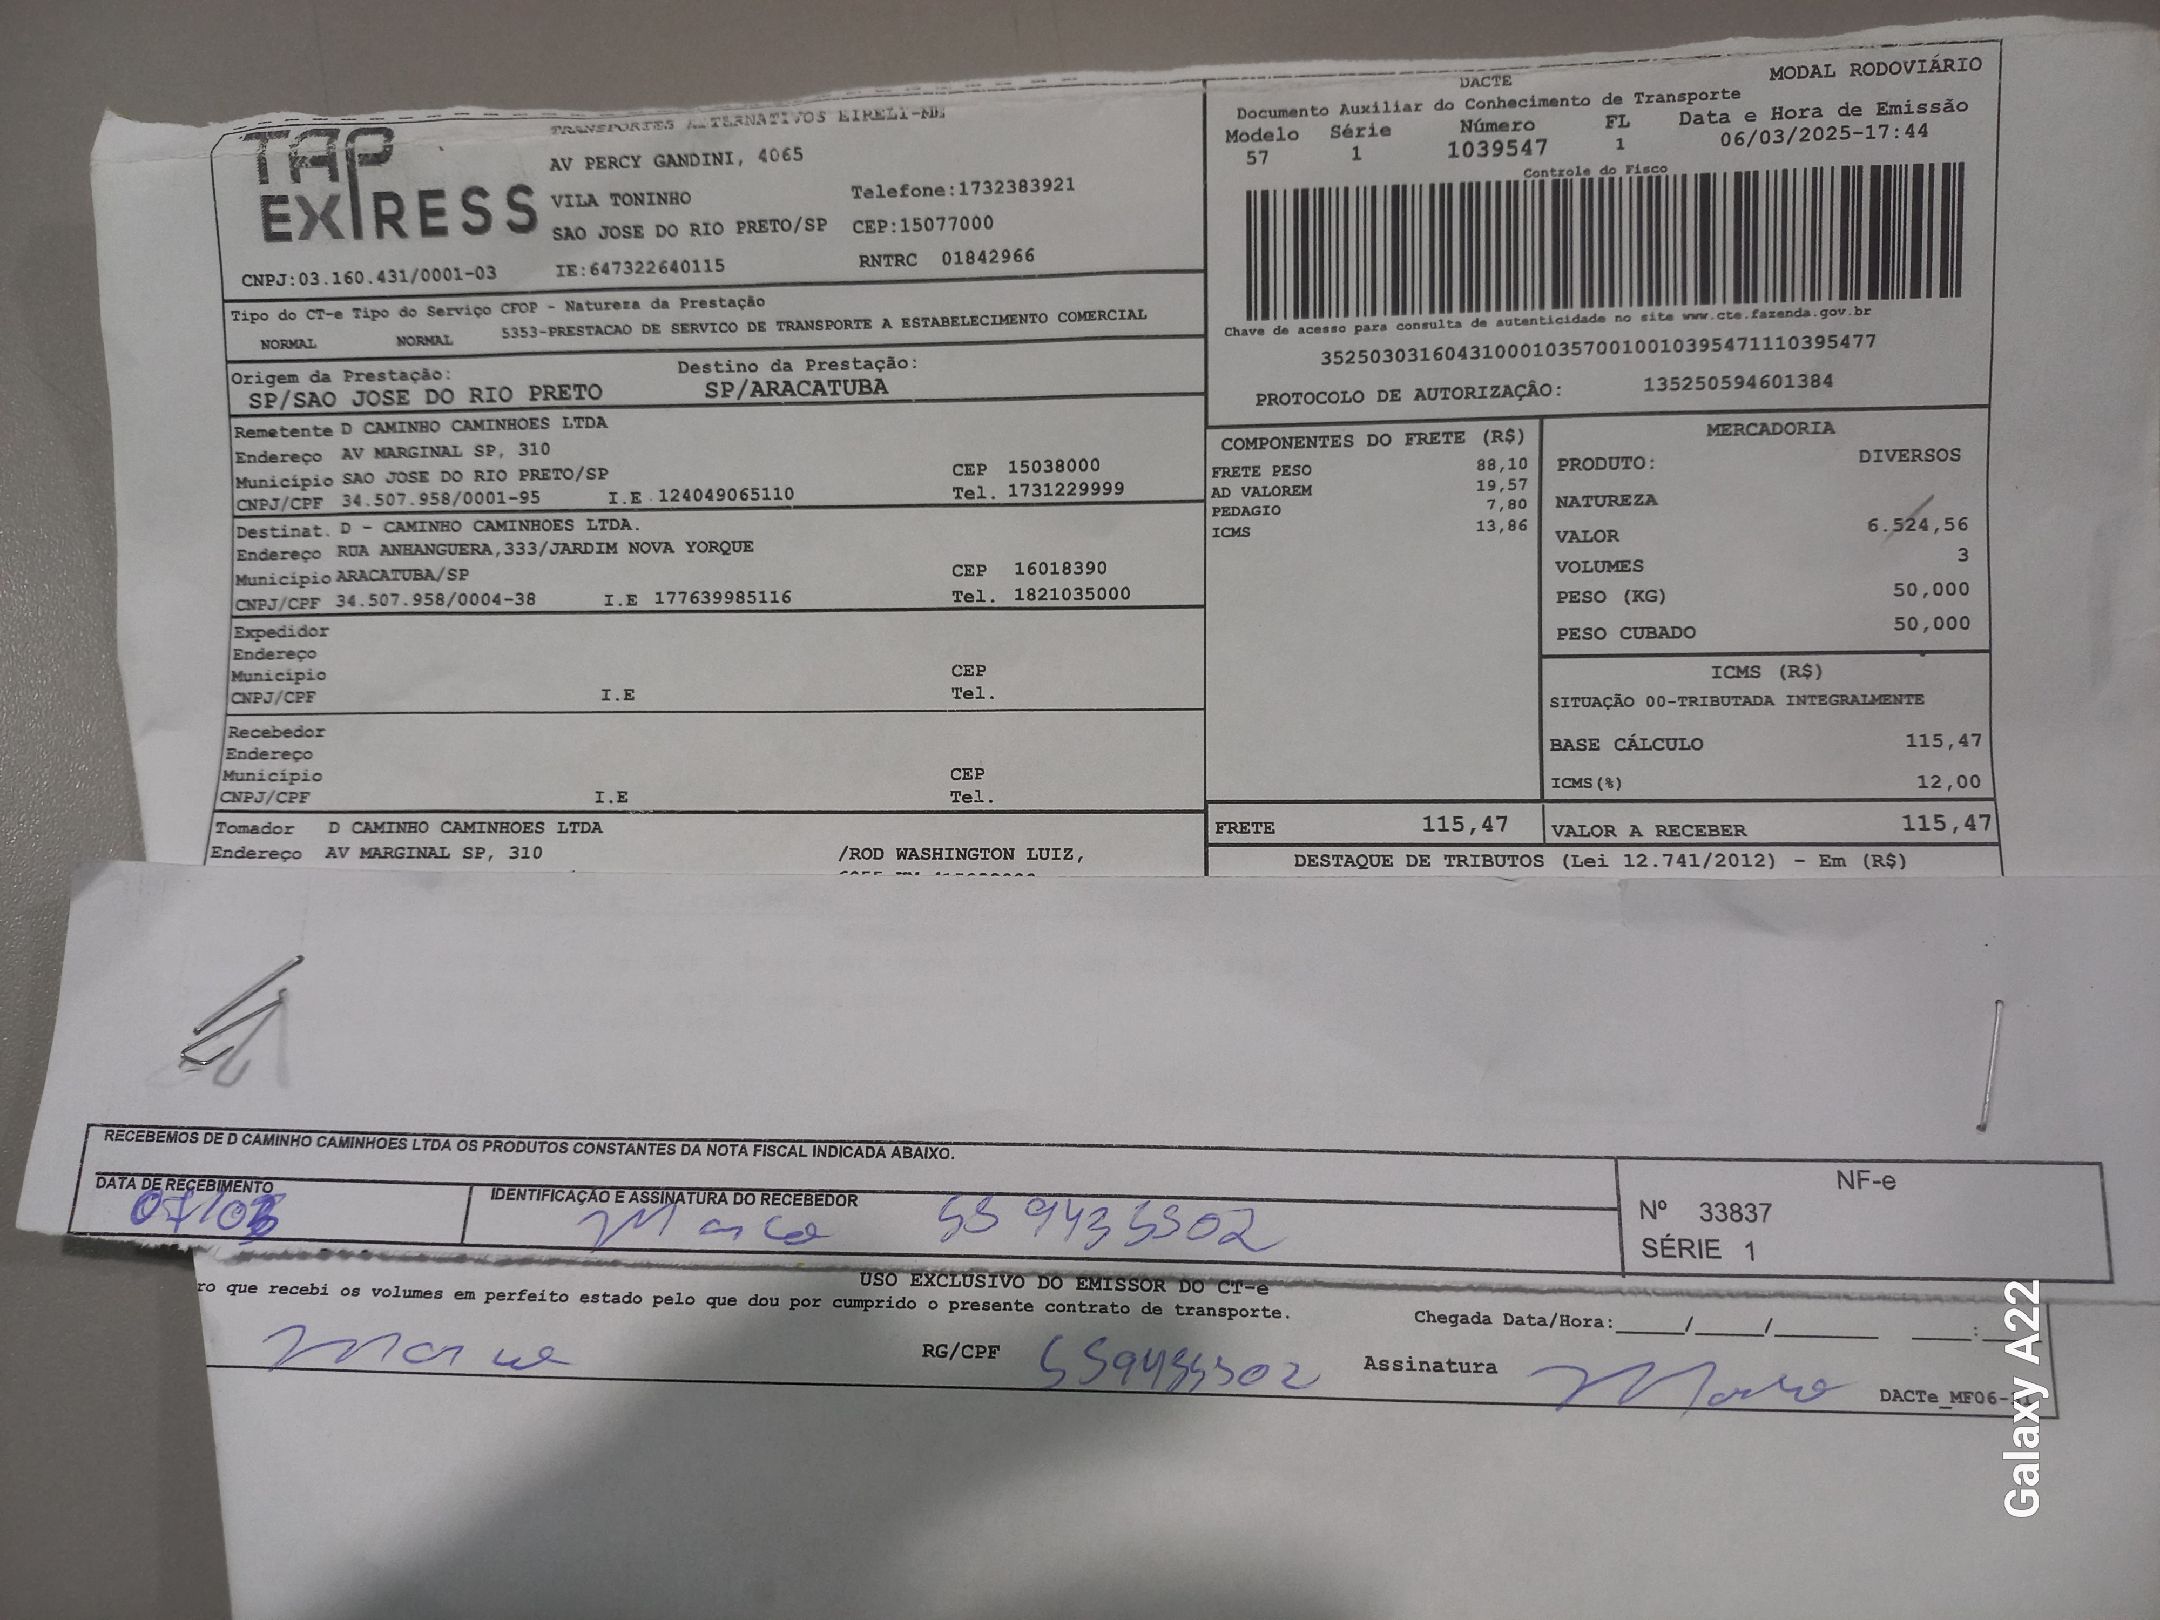 TAP EXPRESS
TRANSPORTES ALTERNATIVOS EIRELI-ME
AV PERCY GANDINI, 4065
VILA TONINHO Telefone:1732383921
SAO JOSE DO RIO PRETO/SP CEP:15077000
CNPJ:03.160.431/0001-03 IE:647322640115 RNTRC 01842966
DACTE MODAL RODOVIÁRIO
Documento Auxiliar do Conhecimento de Transporte
Modelo Série Número FL Data e Hora de Emissão
57 1 1039547 1 06/03/2025-17:44
Controle do Fisco
Chave de acesso para consulta de autenticidade no site www.cte.fazenda.gov.br
35250303160431000103570010010395471110395477
PROTOCOLO DE AUTORIZAÇÂO: 135250594601384
Tipo do CT-e Tipo do Serviço CFOP - Natureza da Prestação
NORMAL NORMAL 5353-PRESTACAO DE SERVICO DE TRANSPORTE A ESTABELECIMENTO COMERCIAL
Origem da Prestação: Destino da Prestação:
SP/SAO JOSE DO RIO PRETO SP/ARACATUBA
Remetente D CAMINHO CAMINHOES LTDA
Endereço AV MARGINAL SP, 310
Município SAO JOSE DO RIO PRETO/SP CEP 15038000
CNPJ/CPF 34.507.958/0001-95 I.E 124049065110 Tel. 1731229999
Destinat. D - CAMINHO CAMINHOES LTDA.
Endereço RUA ANHANGUERA,333/JARDIM NOVA YORQUE
Município ARACATUBA/SP CEP 16018390
CNPJ/CPF 34.507.958/0004-38 I.E 177639985116 Tel. 1821035000
Expedidor
Endereço
Município CEP
CNPJ/CPF I.E Tel.
Recebedor
Endereço
Município CEP
CNPJ/CPF I.E Tel.
Tomador D CAMINHO CAMINHOES LTDA
Endereço AV MARGINAL SP, 310 /ROD WASHINGTON LUIZ,
COMPONENTES DO FRETE (R$)
FRETE PESO 88,10
AD VALOREM 19,57
PEDAGIO 7,80
ICMS 13,86
MERCADORIA
PRODUTO: DIVERSOS
NATUREZA
VALOR 6.524,56
VOLUMES 3
PESO (KG) 50,000
PESO CUBADO 50,000
ICMS (R$)
SITUAÇÃO 00-TRIBUTADA INTEGRALMENTE
BASE CÁLCULO 115,47
ICMS(%) 12,00
FRETE 115,47 VALOR A RECEBER 115,47
DESTAQUE DE TRIBUTOS (Lei 12.741/2012) - Em (R$)
RECEBEMOS DE D CAMINHO CAMINHOES LTDA OS PRODUTOS CONSTANTES DA NOTA FISCAL INDICADA ABAIXO.
DATA DE RECEBIMENTO IDENTIFICAÇÃO E ASSINATURA DO RECEBEDOR
07/03
NF-e
Nº 33837
SÉRIE 1
USO EXCLUSIVO DO EMISSOR DO CT-e
ro que recebi os volumes em perfeito estado pelo que dou por cumprido o presente contrato de transporte.
Chegada Data/Hora:_____/_____/________ ____:
RG/CPF Assinatura
DACTe_MF06-
Galaxy A22